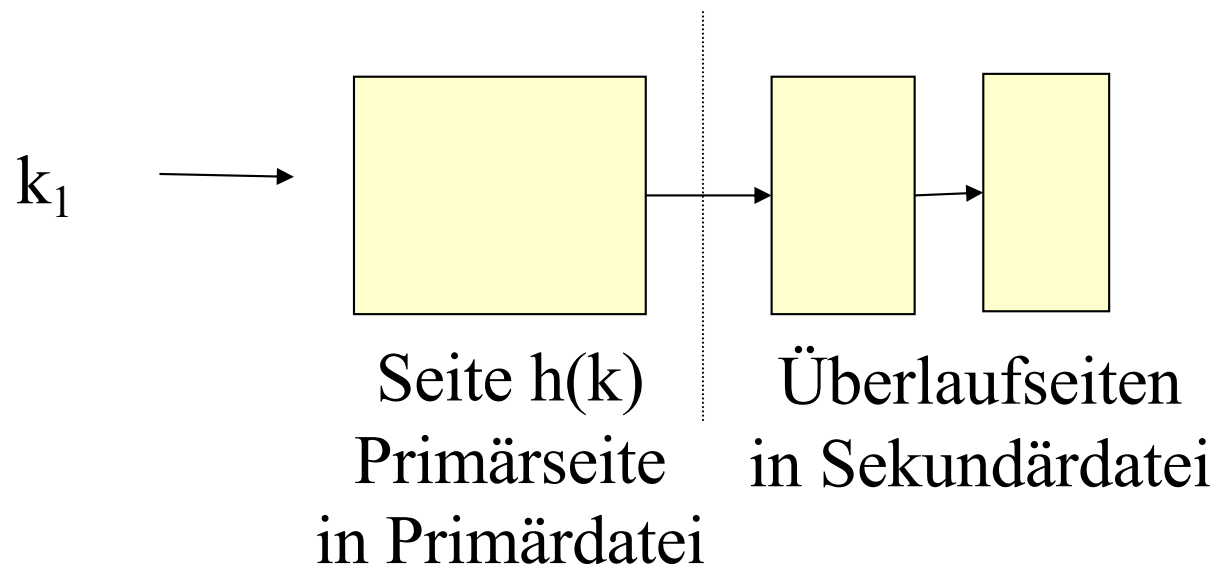 k₁
Seite h(k)
Primärseite
in Primärdatei
Überlaufseiten
in Sekundärdatei